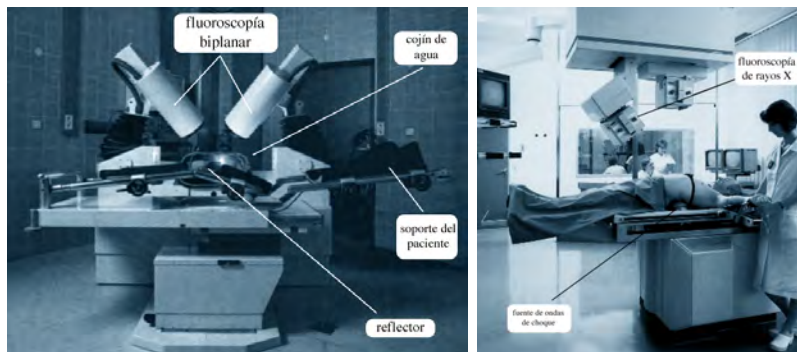 fluoroscopía
biplanar
cojín de
agua
soporte del
paciente
reflector
fluoroscopía
de rayos X
fuente de ondas
de choque